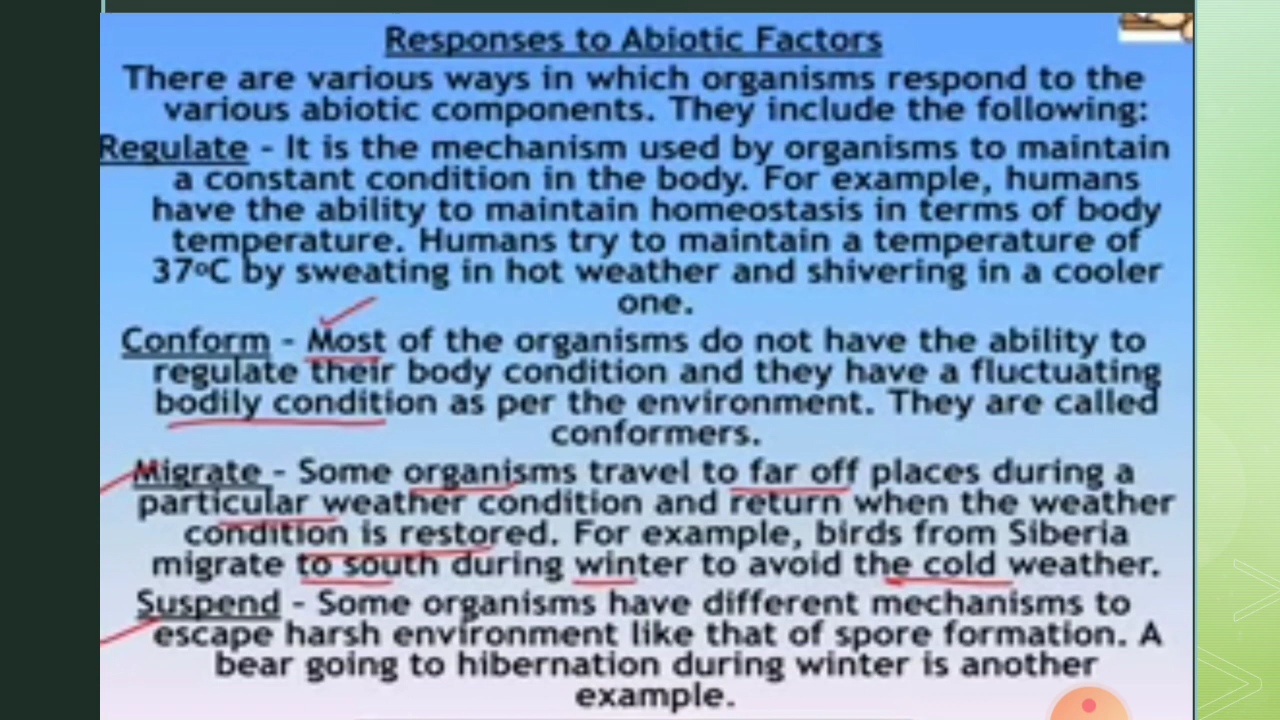 Responses to Abiotic Factors
There are various ways in which organisms respond to the
various abiotic components. They include the following:
Regulate – It is the mechanism used by organisms to maintain
a constant condition in the body. For example, humans
have the ability to maintain homeostasis in terms of body
temperature. Humans try to maintain a temperature of
37°C by sweating in hot weather and shivering in a cooler
one.
Conform – Most of the organisms do not have the ability to
regulate their body condition and they have a fluctuating
bodily condition as per the environment. They are called
conformers.
Migrate – Some organisms travel to far off places during a
particular weather condition and return when the weather
condition is restored. For example, birds from Siberia
migrate to south during winter to avoid the cold weather.
Suspend – Some organisms have different mechanisms to
escape harsh environment like that of spore formation. A
bear going to hibernation during winter is another
example.